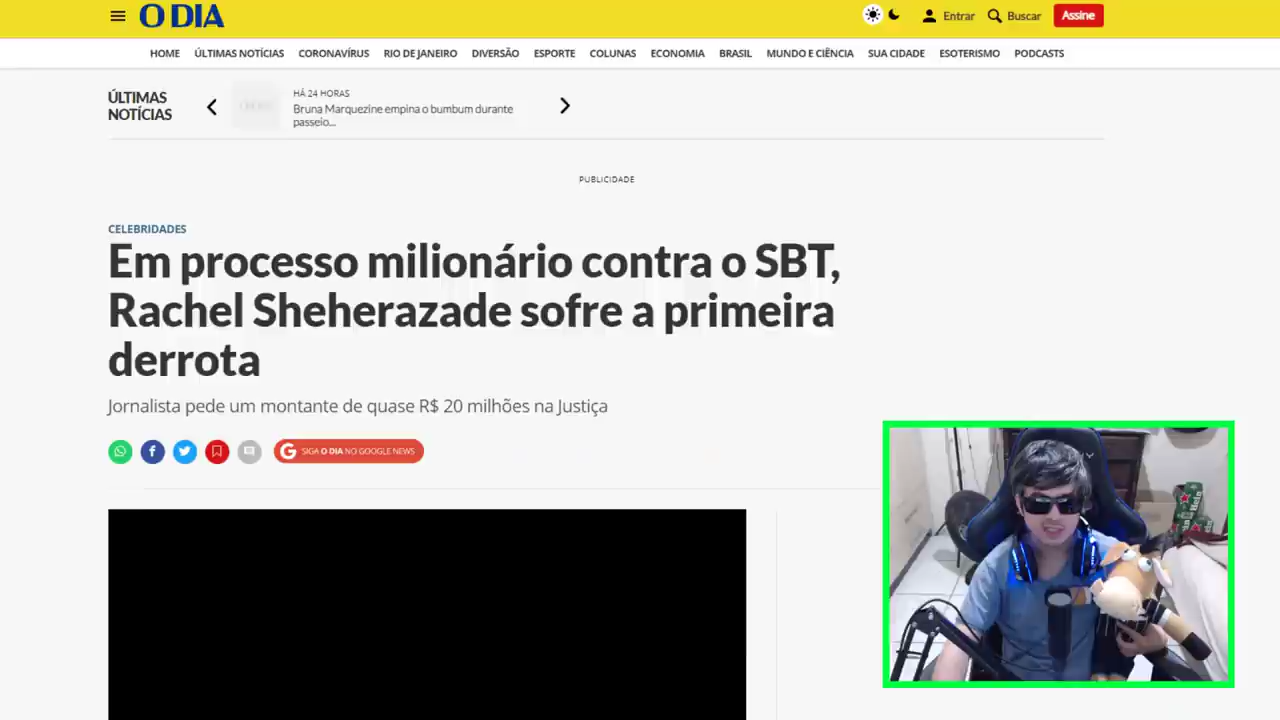 O DIA
Entrar
Buscar
Assine
HOME ÚLTIMAS NOTÍCIAS CORONAVÍRUS RIO DE JANEIRO DIVERSÃO ESPORTE COLUNAS ECONOMIA BRASIL MUNDO E CIÊNCIA SUA CIDADE ESOTERISMO PODCASTS
ÚLTIMAS
NOTÍCIAS
HÁ 24 HORAS
Bruna Marquezine empina o bumbum durante
passeio...
PUBLICIDADE
CELEBRIDADES
Em processo milionário contra o SBT,
Rachel Sheherazade sofre a primeira
derrota
Jornalista pede um montante de quase R$ 20 milhões na Justiça
SIGA O DIA NO GOOGLE NEWS